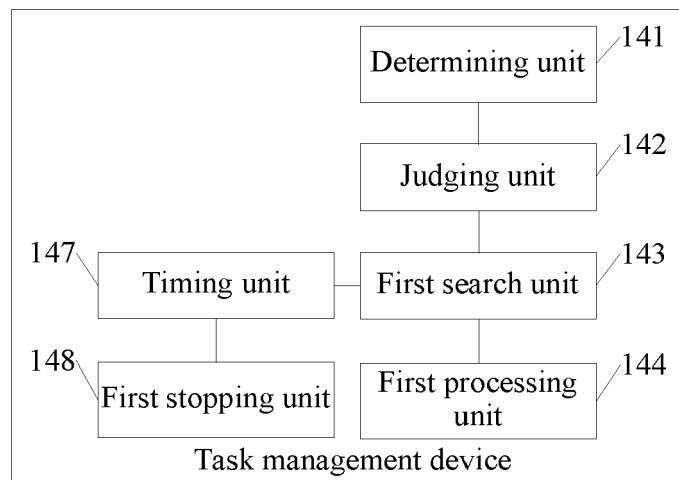 141
Determining unit
142
Judging unit
147
143
Timing unit
First search unit
148
144
First stopping unit
First processing
unit
Task management device